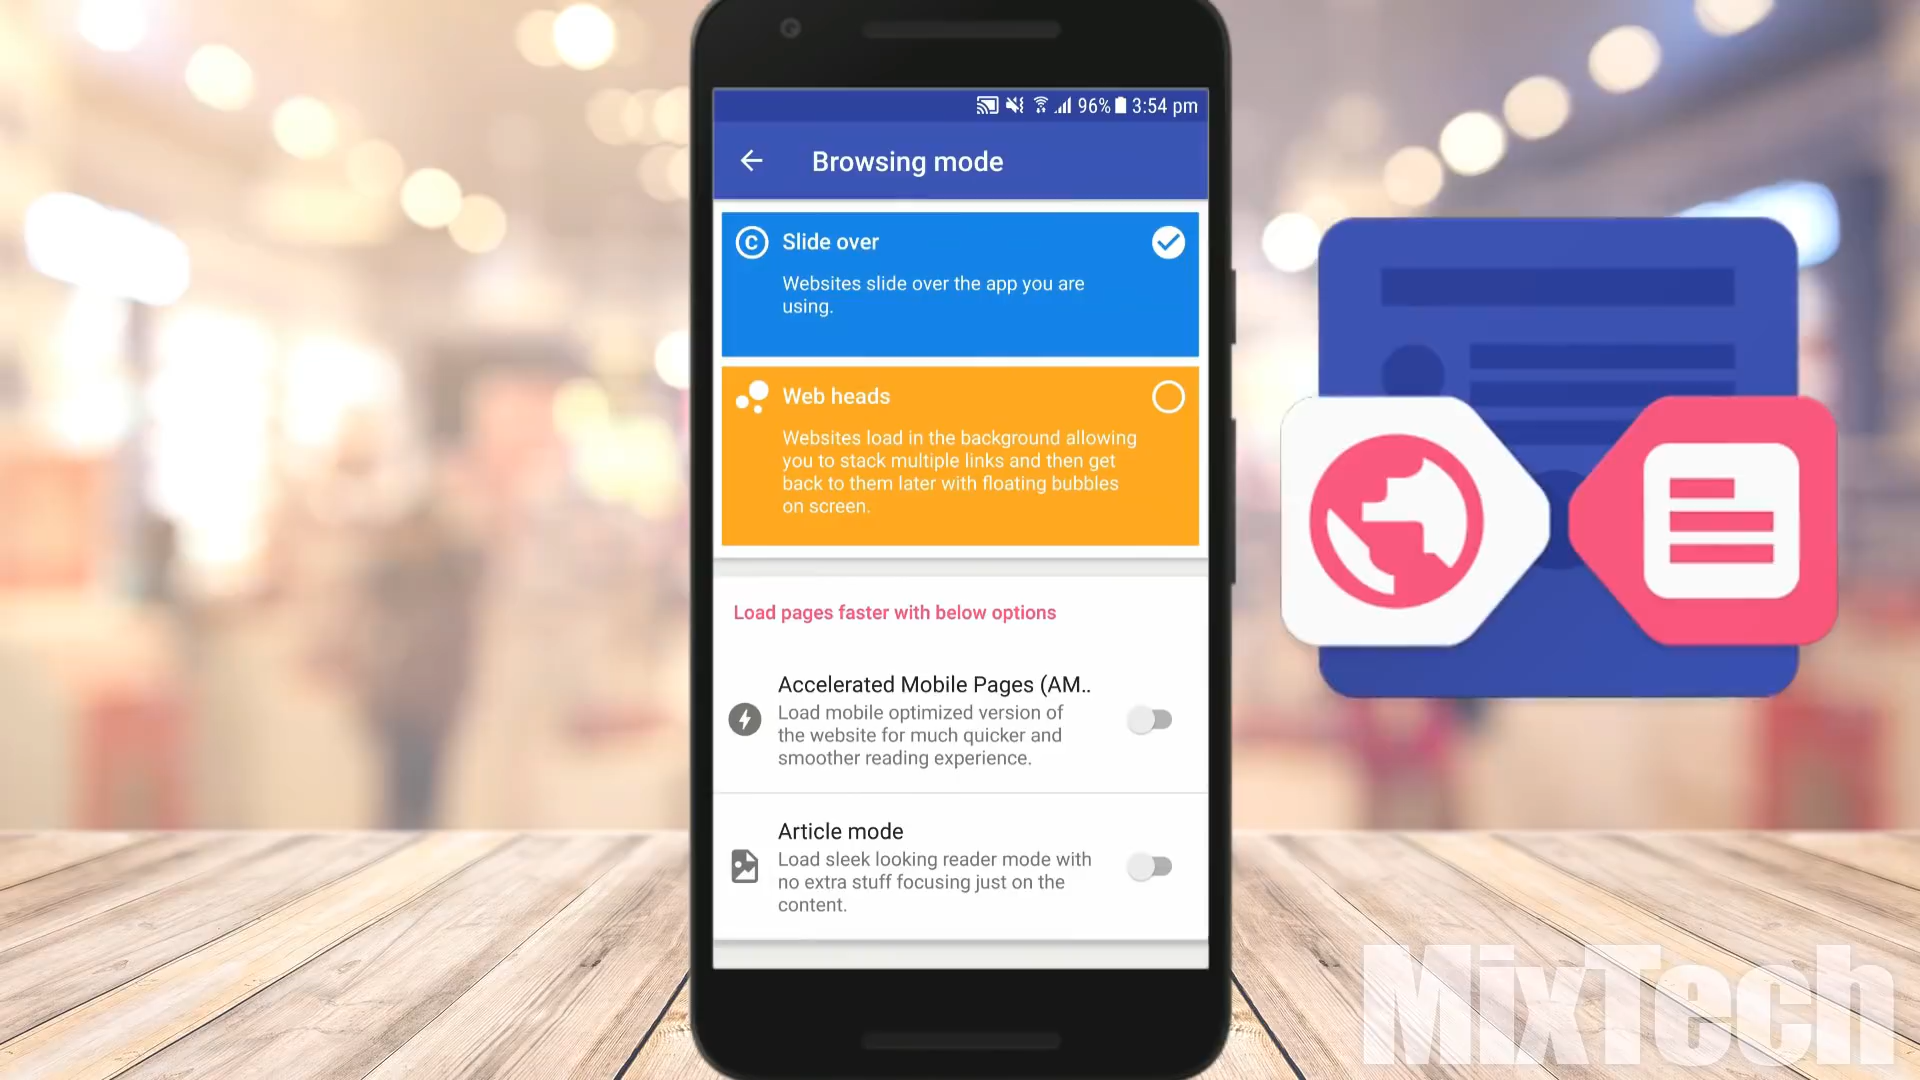 96% 3:54 pm
Browsing mode
C Slide over
Websites slide over the app you are
using.
Web heads
Websites load in the background allowing
you to stack multiple links and then get
back to them later with floating bubbles
on screen.
Load pages faster with below options
Accelerated Mobile Pages (AM..
Load mobile optimized version of
the website for much quicker and
smoother reading experience.
Article mode
Load sleek looking reader mode with
no extra stuff focusing just on the
content.
MixTech